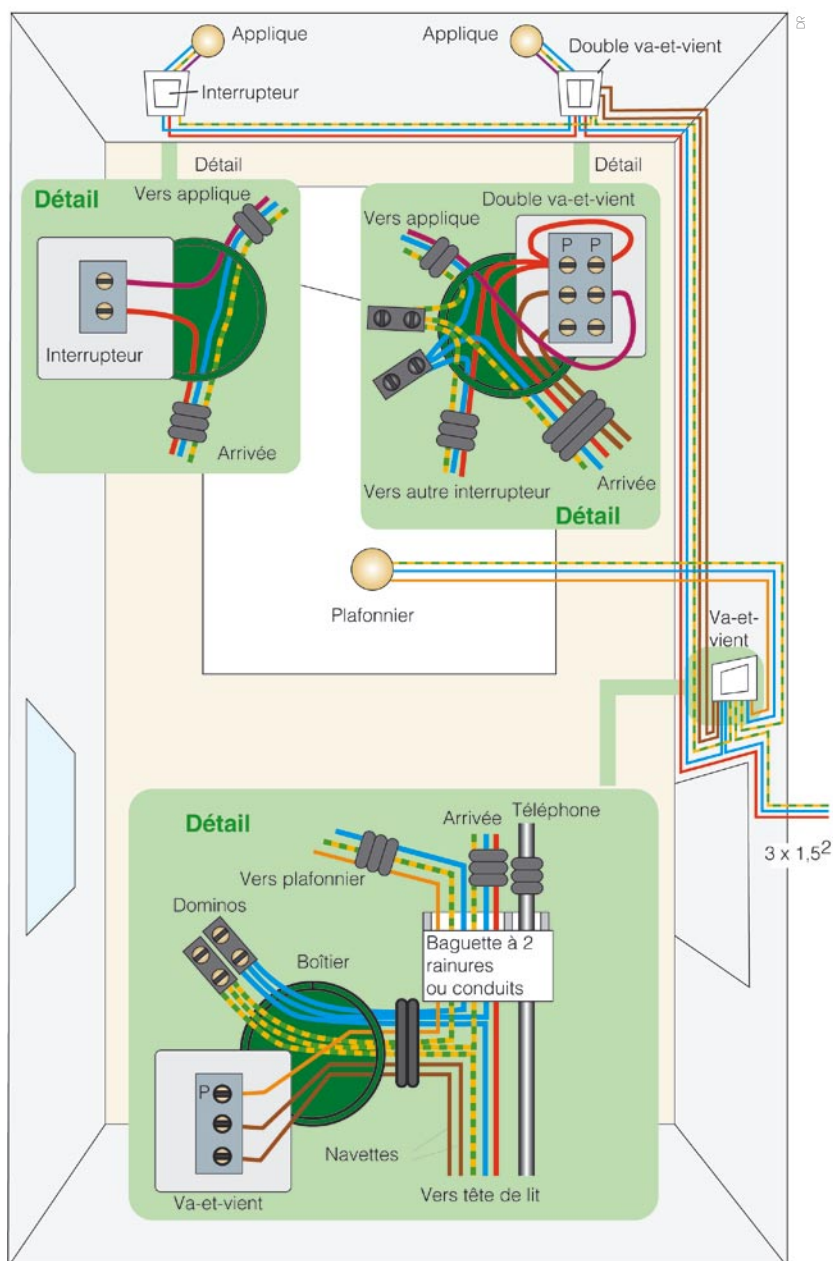 DR
Applique
Applique
Double va-et-vient
Interrupteur
Détail
Détail
Détail
Vers applique
Interrupteur
Arrivée
Double va-et-vient
Vers applique
P P
Vers autre interrupteur
Arrivée
Détail
Plafonnier
Va-et-
vient
3 x 1,5²
Détail
Arrivée
Téléphone
Vers plafonnier
Dominos
Boîtier
Baguette à 2
rainures
ou conduits
P
Navettes
Va-et-vient
Vers tête de lit